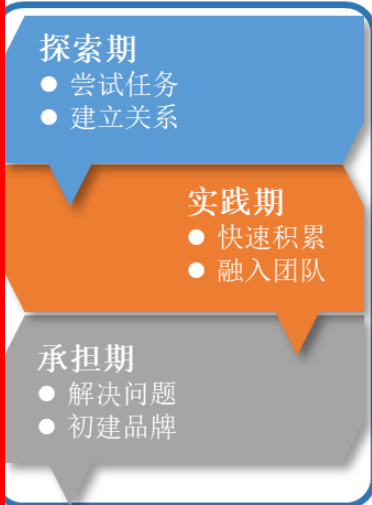 探索期
● 尝试任务
● 建立关系
实践期
● 快速积累
● 融入团队
承担期
● 解决问题
● 初建品牌